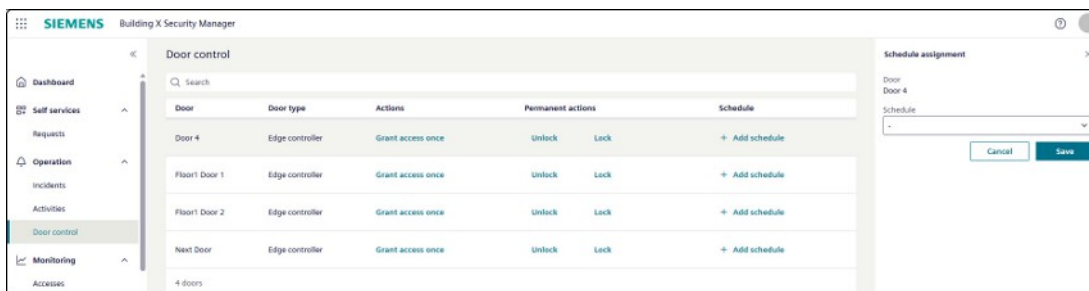 SIEMENS Building X Security Manager
Door control
Schedule assignment
Dashboard
Self services
Requests
Operation
Incidents
Activities
Door control
Monitoring
Accesses
Search
Door Door type Actions Permanent actions Schedule
Door 4 Edge controller Grant access once Unlock Lock + Add schedule
Floor1 Door 1 Edge controller Grant access once Unlock Lock + Add schedule
Floor1 Door 2 Edge controller Grant access once Unlock Lock + Add schedule
Next Door Edge controller Grant access once Unlock Lock + Add schedule
4 doors
Door
Door 4
Schedule
-
Cancel Save